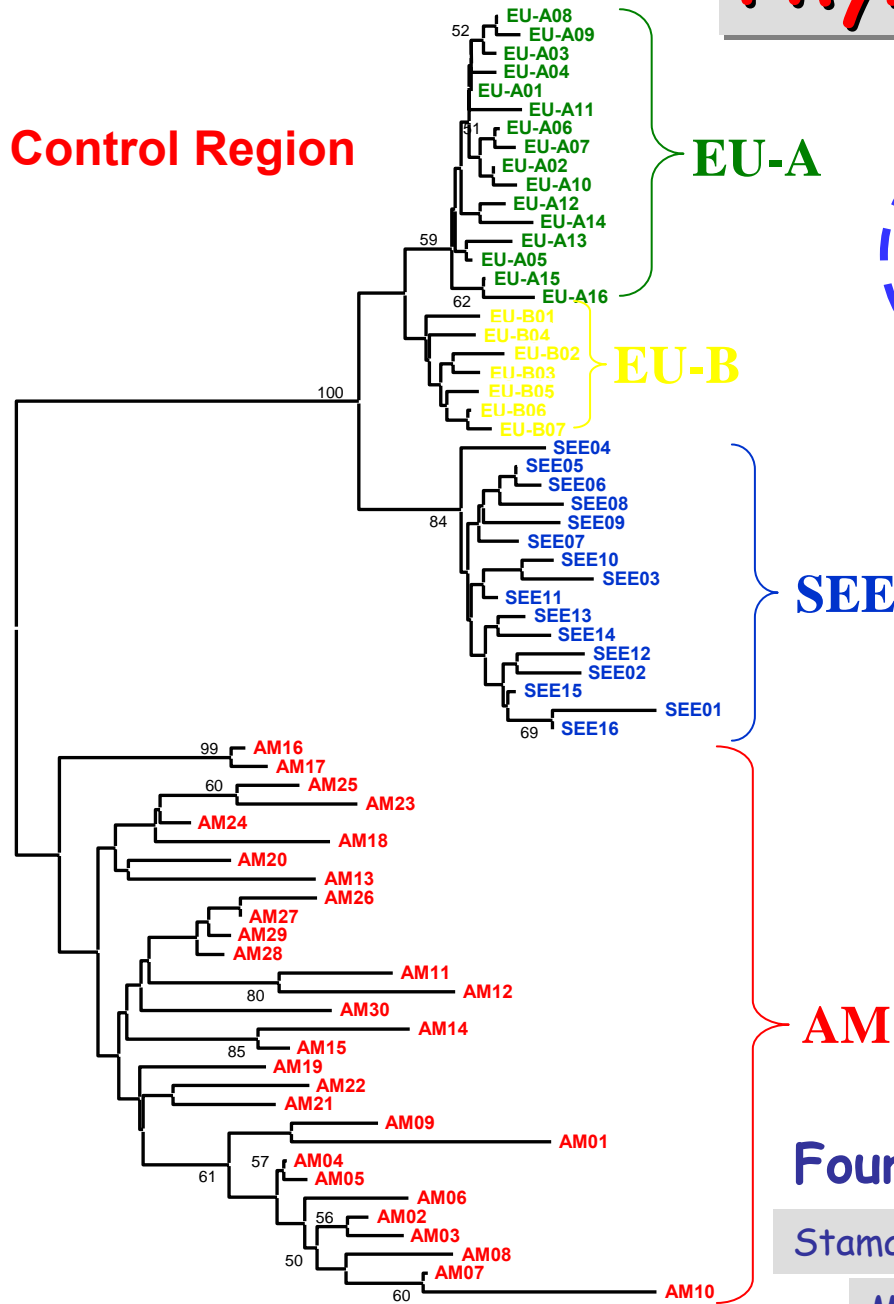 Control Region
EU-A08
52
EU-A09
EU-A03
EU-A04
EU-A01
EU-A11
51
EU-A06
EU-A07
EU-A02
EU-A10
EU-A
EU-A12
EU-A14
59
EU-A13
EU-A05
EU-A15
62
EU-A16
EU-B01
EU-B04
EU-B02
EU-B03
EU-B
100
EU-B05
EU-B06
EU-B07
SEE04
SEE05
SEE06
SEE08
84
SEE09
SEE07
SEE10
SEE03
SEE
SEE11
SEE13
SEE14
SEE12
SEE02
SEE15
SEE01
69
SEE16
99
AM16
AM17
60
AM25
AM23
AM24
AM18
AM20
AM13
AM26
AM27
AM29
AM28
AM11
80
AM12
AM30
AM14
AM
85
AM15
AM19
AM22
AM21
AM09
AM01
57
AM04
61
AM05
AM06
56
AM02
AM03
50
AM08
AM07
60
AM10
Four